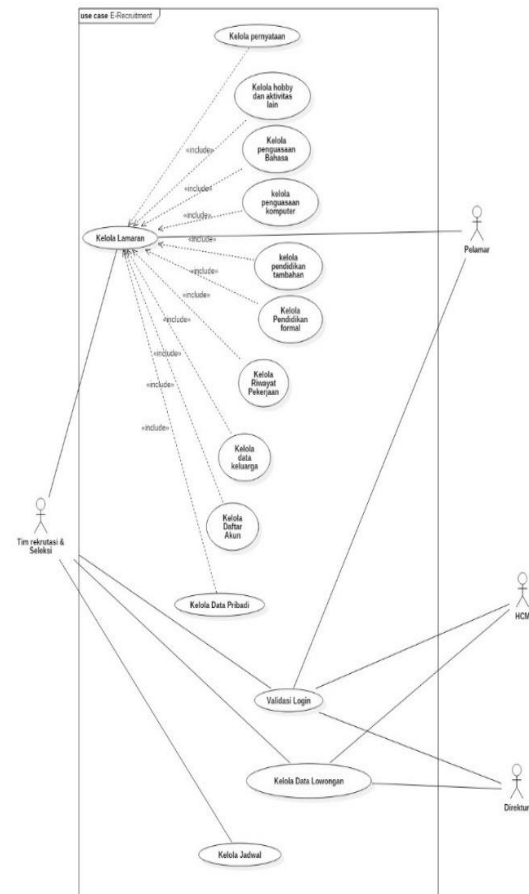 use case E-Recruitment
Kelola pernyataan
Kelola hobby
dan aktivitas
lain
«include»
Kelola
penguasaan
Bahasa
«include»
kelola
penguasaan
komputer
«include»
Kelola Lamaran
«include»
Pelamar
kelola
pendidikan
tambahan
«include»
Kelola
Pendidikan
formal
«include»
Kelola
Riwayat
Pekerjaan
«include»
«include»
«include»
Kelola
data
keluarga
Kelola
Daftar
Akun
Tim rekrutasi &
Seleksi
Kelola Data Pribadi
HCM
Validasi Login
Kelola Data Lowongan
Direktur
Kelola Jadwal